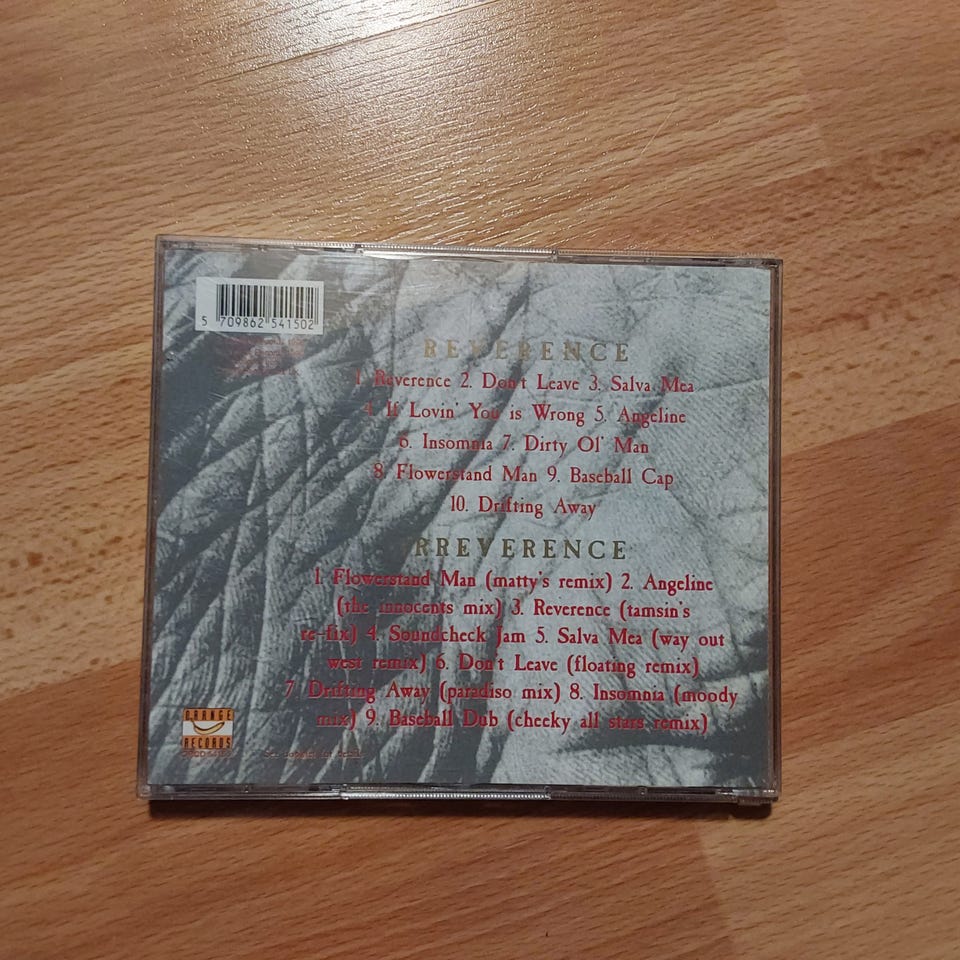 5 709862 541502
REVERENCE
1. Reverence 2. Don't Leave 3. Salva Mea
4. If Lovin' You is Wrong 5. Angeline
6. Insomnia 7. Dirty Ol' Man
8. Flowerstand Man 9. Baseball Cap
10. Drifting Away
IRREVERENCE
1. Flowerstand Man (matty's remix) 2. Angeline
(the innocents mix) 3. Reverence (tamsin's
re-fix) 4. Soundcheck Jam 5. Salva Mea (way out
west remix) 6. Don't Leave (floating remix)
7. Drifting Away (paradiso mix) 8. Insomnia (moody
mix) 9. Baseball Dub (cheeky all stars remix)
ORANGE
RECORDS